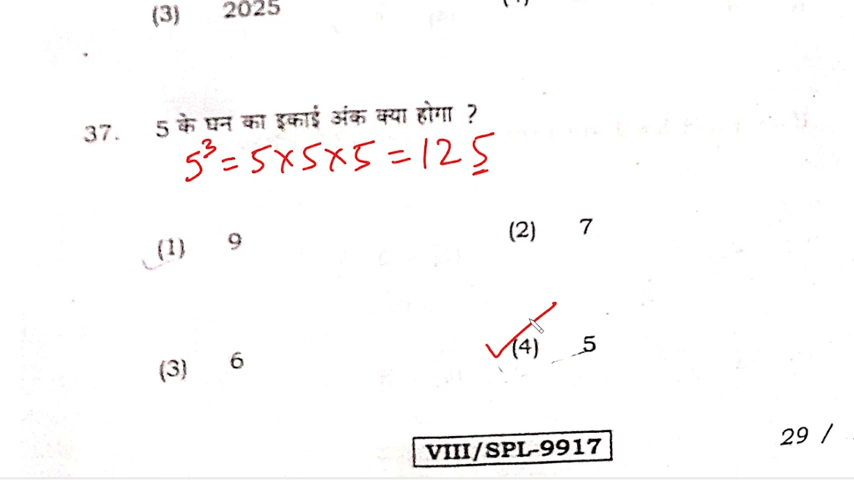 (3) 2025
37. 5 के घन का इकाई अंक क्या होगा ?
5³ = 5×5×5 = 125
(1) 9
(2) 7
(3) 6
(4) 5
VIII/SPL-9917
29 /